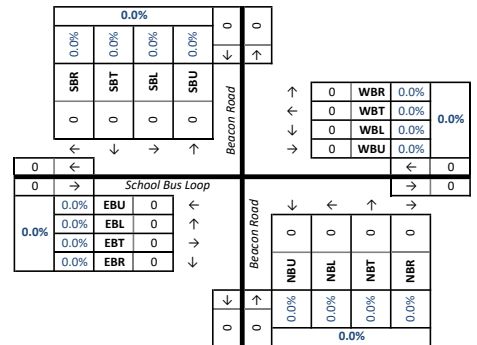 0.0%
0 0
0.0% 0.0% 0.0% 0.0%
↓ ↑
SBR SBT SBL SBU
0 0 0 0
← ↓ → ↑
Beacon Road
↑ 0 WBR 0.0%
← 0 WBT 0.0%
↓ 0 WBL 0.0%
→ 0 WBU 0.0%
0.0%
0 ←
← 0
0 →
School Bus Loop
→ 0
0.0%
0.0% EBU 0 ←
0.0% EBL 0 ↑
0.0% EBT 0 →
0.0% EBR 0 ↓
Beacon Road
↓ ← ↑ →
0 0 0 0
NBU NBL NBT NBR
↓ ↑
0.0% 0.0% 0.0% 0.0%
0 0
0.0%